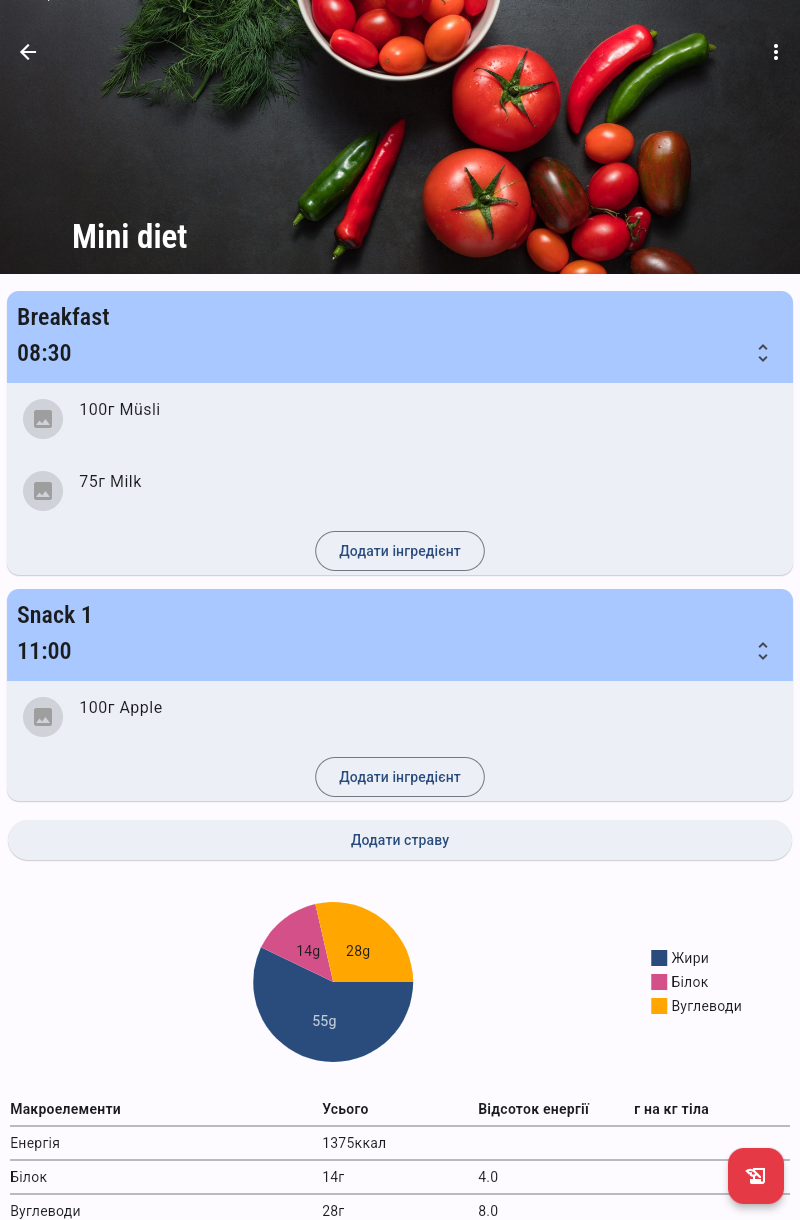 Mini diet
Breakfast
08:30
100г Müsli
75г Milk
Додати інгредієнт
Snack 1
11:00
100г Apple
Додати інгредієнт
Додати страву
14g
28g
55g
Жири
Білок
Вуглеводи
Макроелементи Усього Відсоток енергії г на кг тіла
Енергія 1375ккал
Білок 14г 4.0
Вуглеводи 28г 8.0